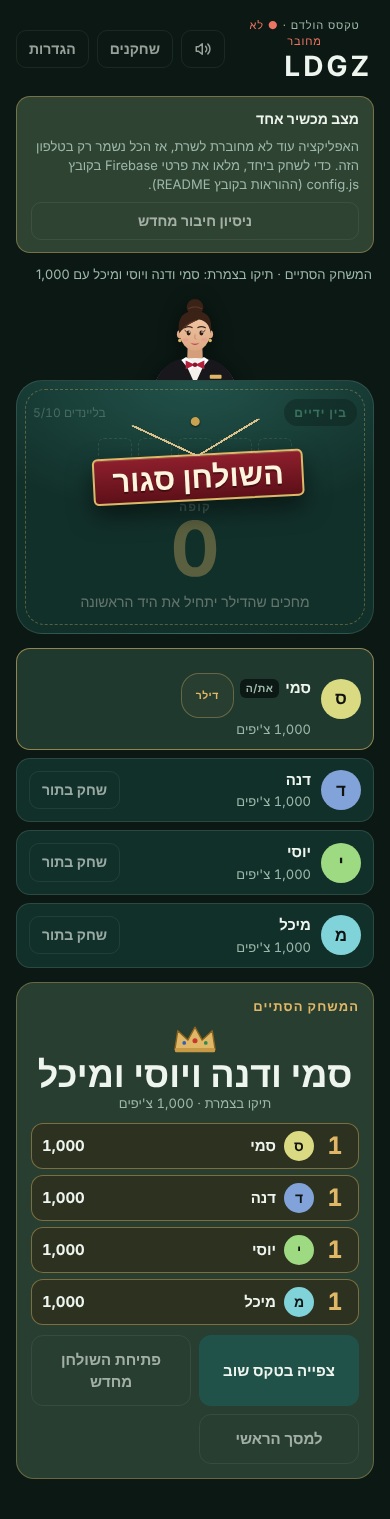 טקסס הולדם · לא
מחובר
LDGZ
שחקנים
הגדרות
מצב מכשיר אחד
האפליקציה עוד לא מחוברת לשרת, אז הכל נשמר רק בטלפון
הזה. כדי לשחק ביחד, מלאו את פרטי Firebase בקובץ
config.js (ההוראות בקובץ README).
ניסיון חיבור מחדש
המשחק הסתיים · תיקו בצמרת: סמי ודנה ויוסי ומיכל עם 1,000
בין ידיים
בליינדים 5/10
השולחן סגור
קופה
0
מחכים שהדילר יתחיל את היד הראשונה
ס
סמי
את/ה
דילר
1,000 צ'יפים
ד
דנה
1,000 צ'יפים
שחק בתור
י
יוסי
1,000 צ'יפים
שחק בתור
מ
מיכל
1,000 צ'יפים
שחק בתור
המשחק הסתיים
סמי ודנה ויוסי ומיכל
תיקו בצמרת · 1,000 צ'יפים
1 ס סמי 1,000
1 ד דנה 1,000
1 י יוסי 1,000
1 מ מיכל 1,000
צפייה בטקס שוב
פתיחת השולחן
מחדש
למסך הראשי